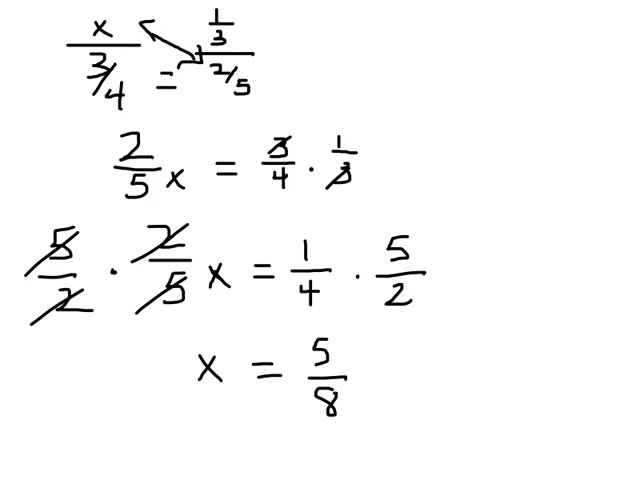 x/(3/4) = (1/3)/(2/5)
2/5 x = 3/4 · 1/3
5/2 · 2/5 x = 1/4 · 5/2
x = 5/8